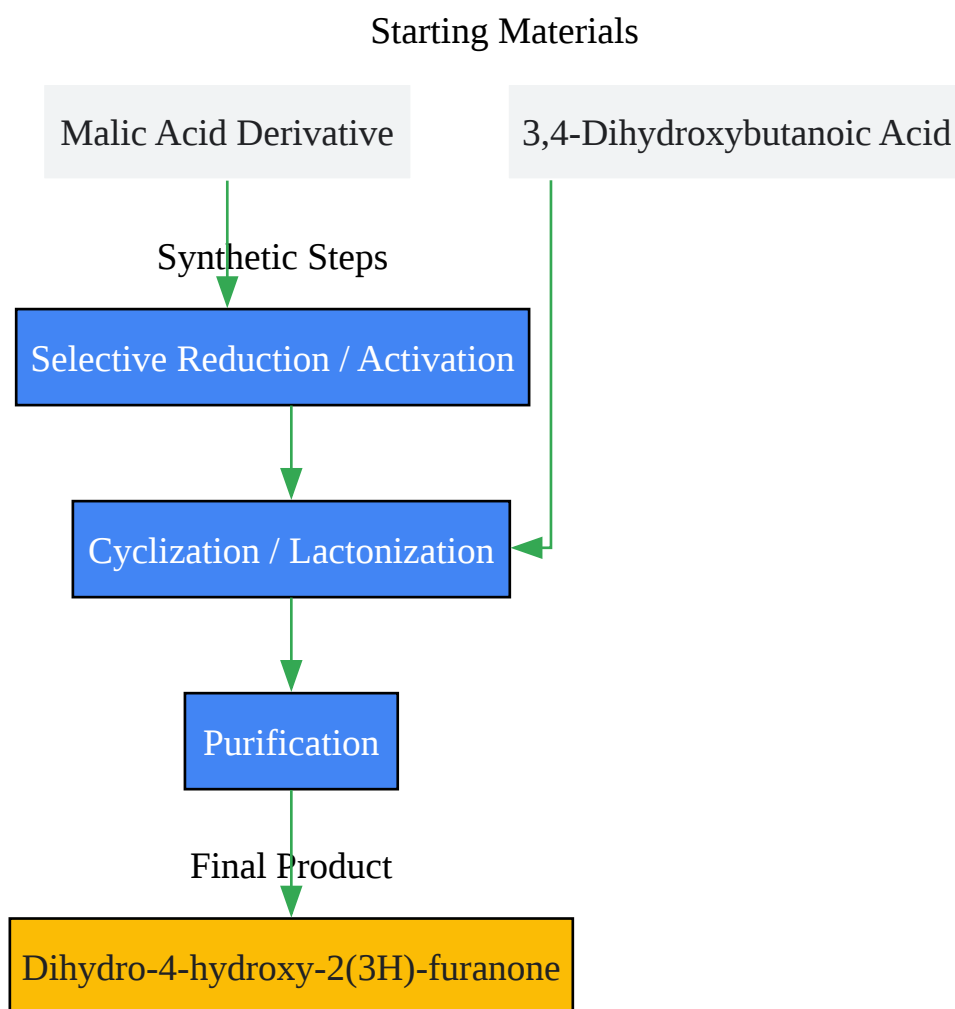 Starting Materials
Malic Acid Derivative
3,4-Dihydroxybutanoic Acid
Synthetic Steps
Selective Reduction / Activation
Cyclization / Lactonization
Purification
Final Product
Dihydro-4-hydroxy-2(3H)-furanone